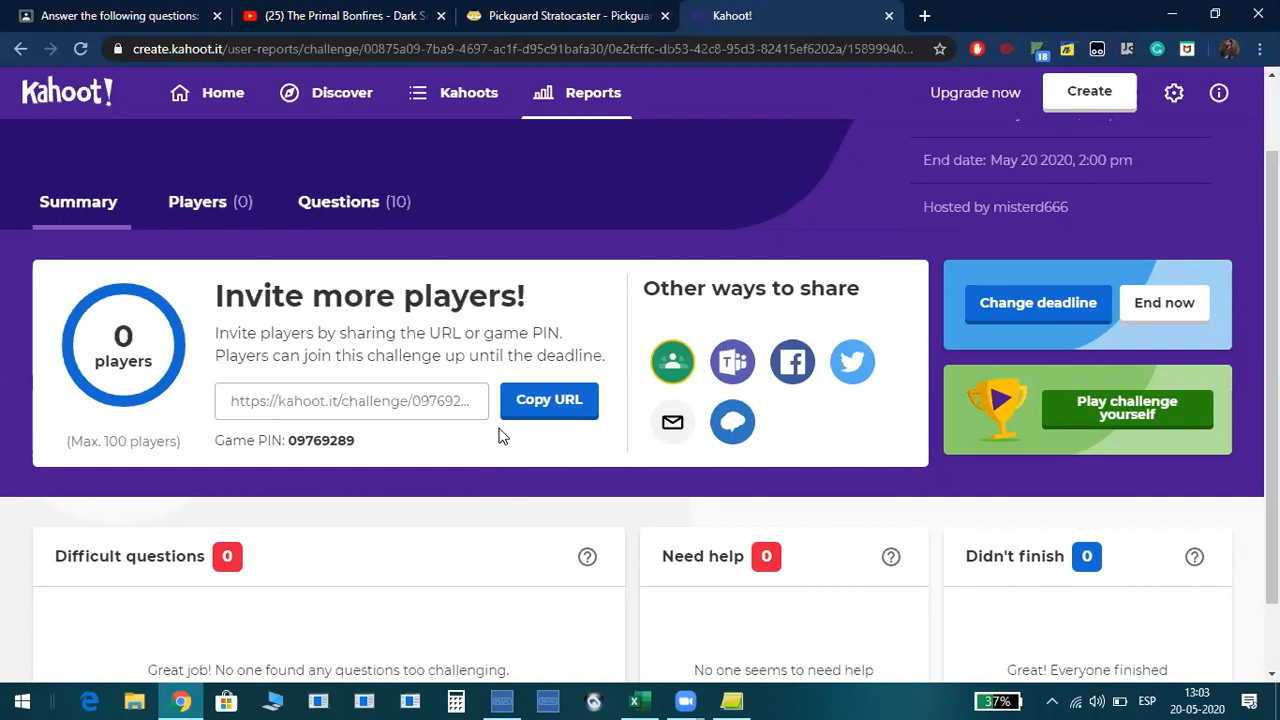 Answer the following questions:
(25) The Primal Bonfires - Dark S
Pickguard Stratocaster - Pickgua
Kahoot!
create.kahoot.it/user-reports/challenge/00875a09-7ba9-4697-ac1f-d95c91bafa30/0e2fcffc-db53-42c8-95d3-82415ef6202a/15899940...
18
Kahoot!
Home
Discover
Kahoots
Reports
Upgrade now
Create
End date: May 20 2020, 2:00 pm
Summary
Players (0)
Questions (10)
Hosted by misterd666
0
players
(Max. 100 players)
Invite more players!
Invite players by sharing the URL or game PIN.
Players can join this challenge up until the deadline.
https://kahoot.it/challenge/097692...
Copy URL
Game PIN: 09769289
Other ways to share
Change deadline
End now
Play challenge
yourself
Difficult questions 0
Need help 0
Didn't finish 0
Great job! No one found any questions too challenging.
No one seems to need help
Great! Everyone finished
37%
ESP
13:03
20-05-2020